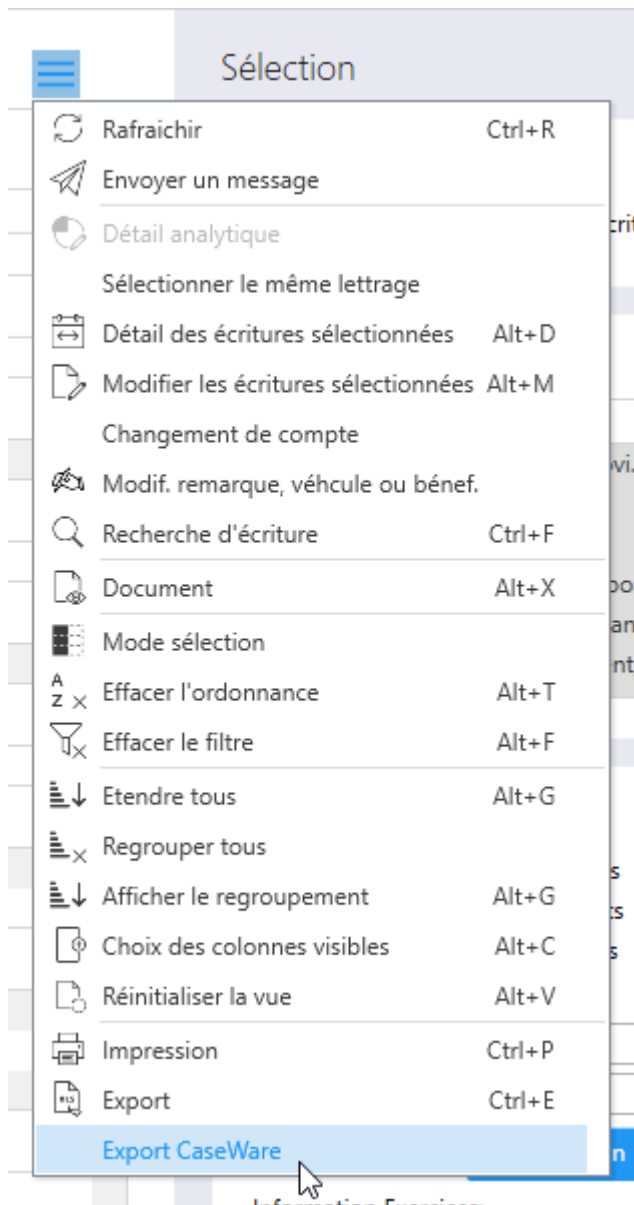 Sélection
Rafraichir Ctrl+R
Envoyer un message
Détail analytique
Sélectionner le même lettrage
Détail des écritures sélectionnées Alt+D
Modifier les écritures sélectionnées Alt+M
Changement de compte
Modif. remarque, véhcule ou bénef.
Recherche d'écriture Ctrl+F
Document Alt+X
Mode sélection
Effacer l'ordonnance Alt+T
Effacer le filtre Alt+F
Etendre tous Alt+G
Regrouper tous
Afficher le regroupement Alt+G
Choix des colonnes visibles Alt+C
Réinitialiser la vue Alt+V
Impression Ctrl+P
Export Ctrl+E
Export CaseWare